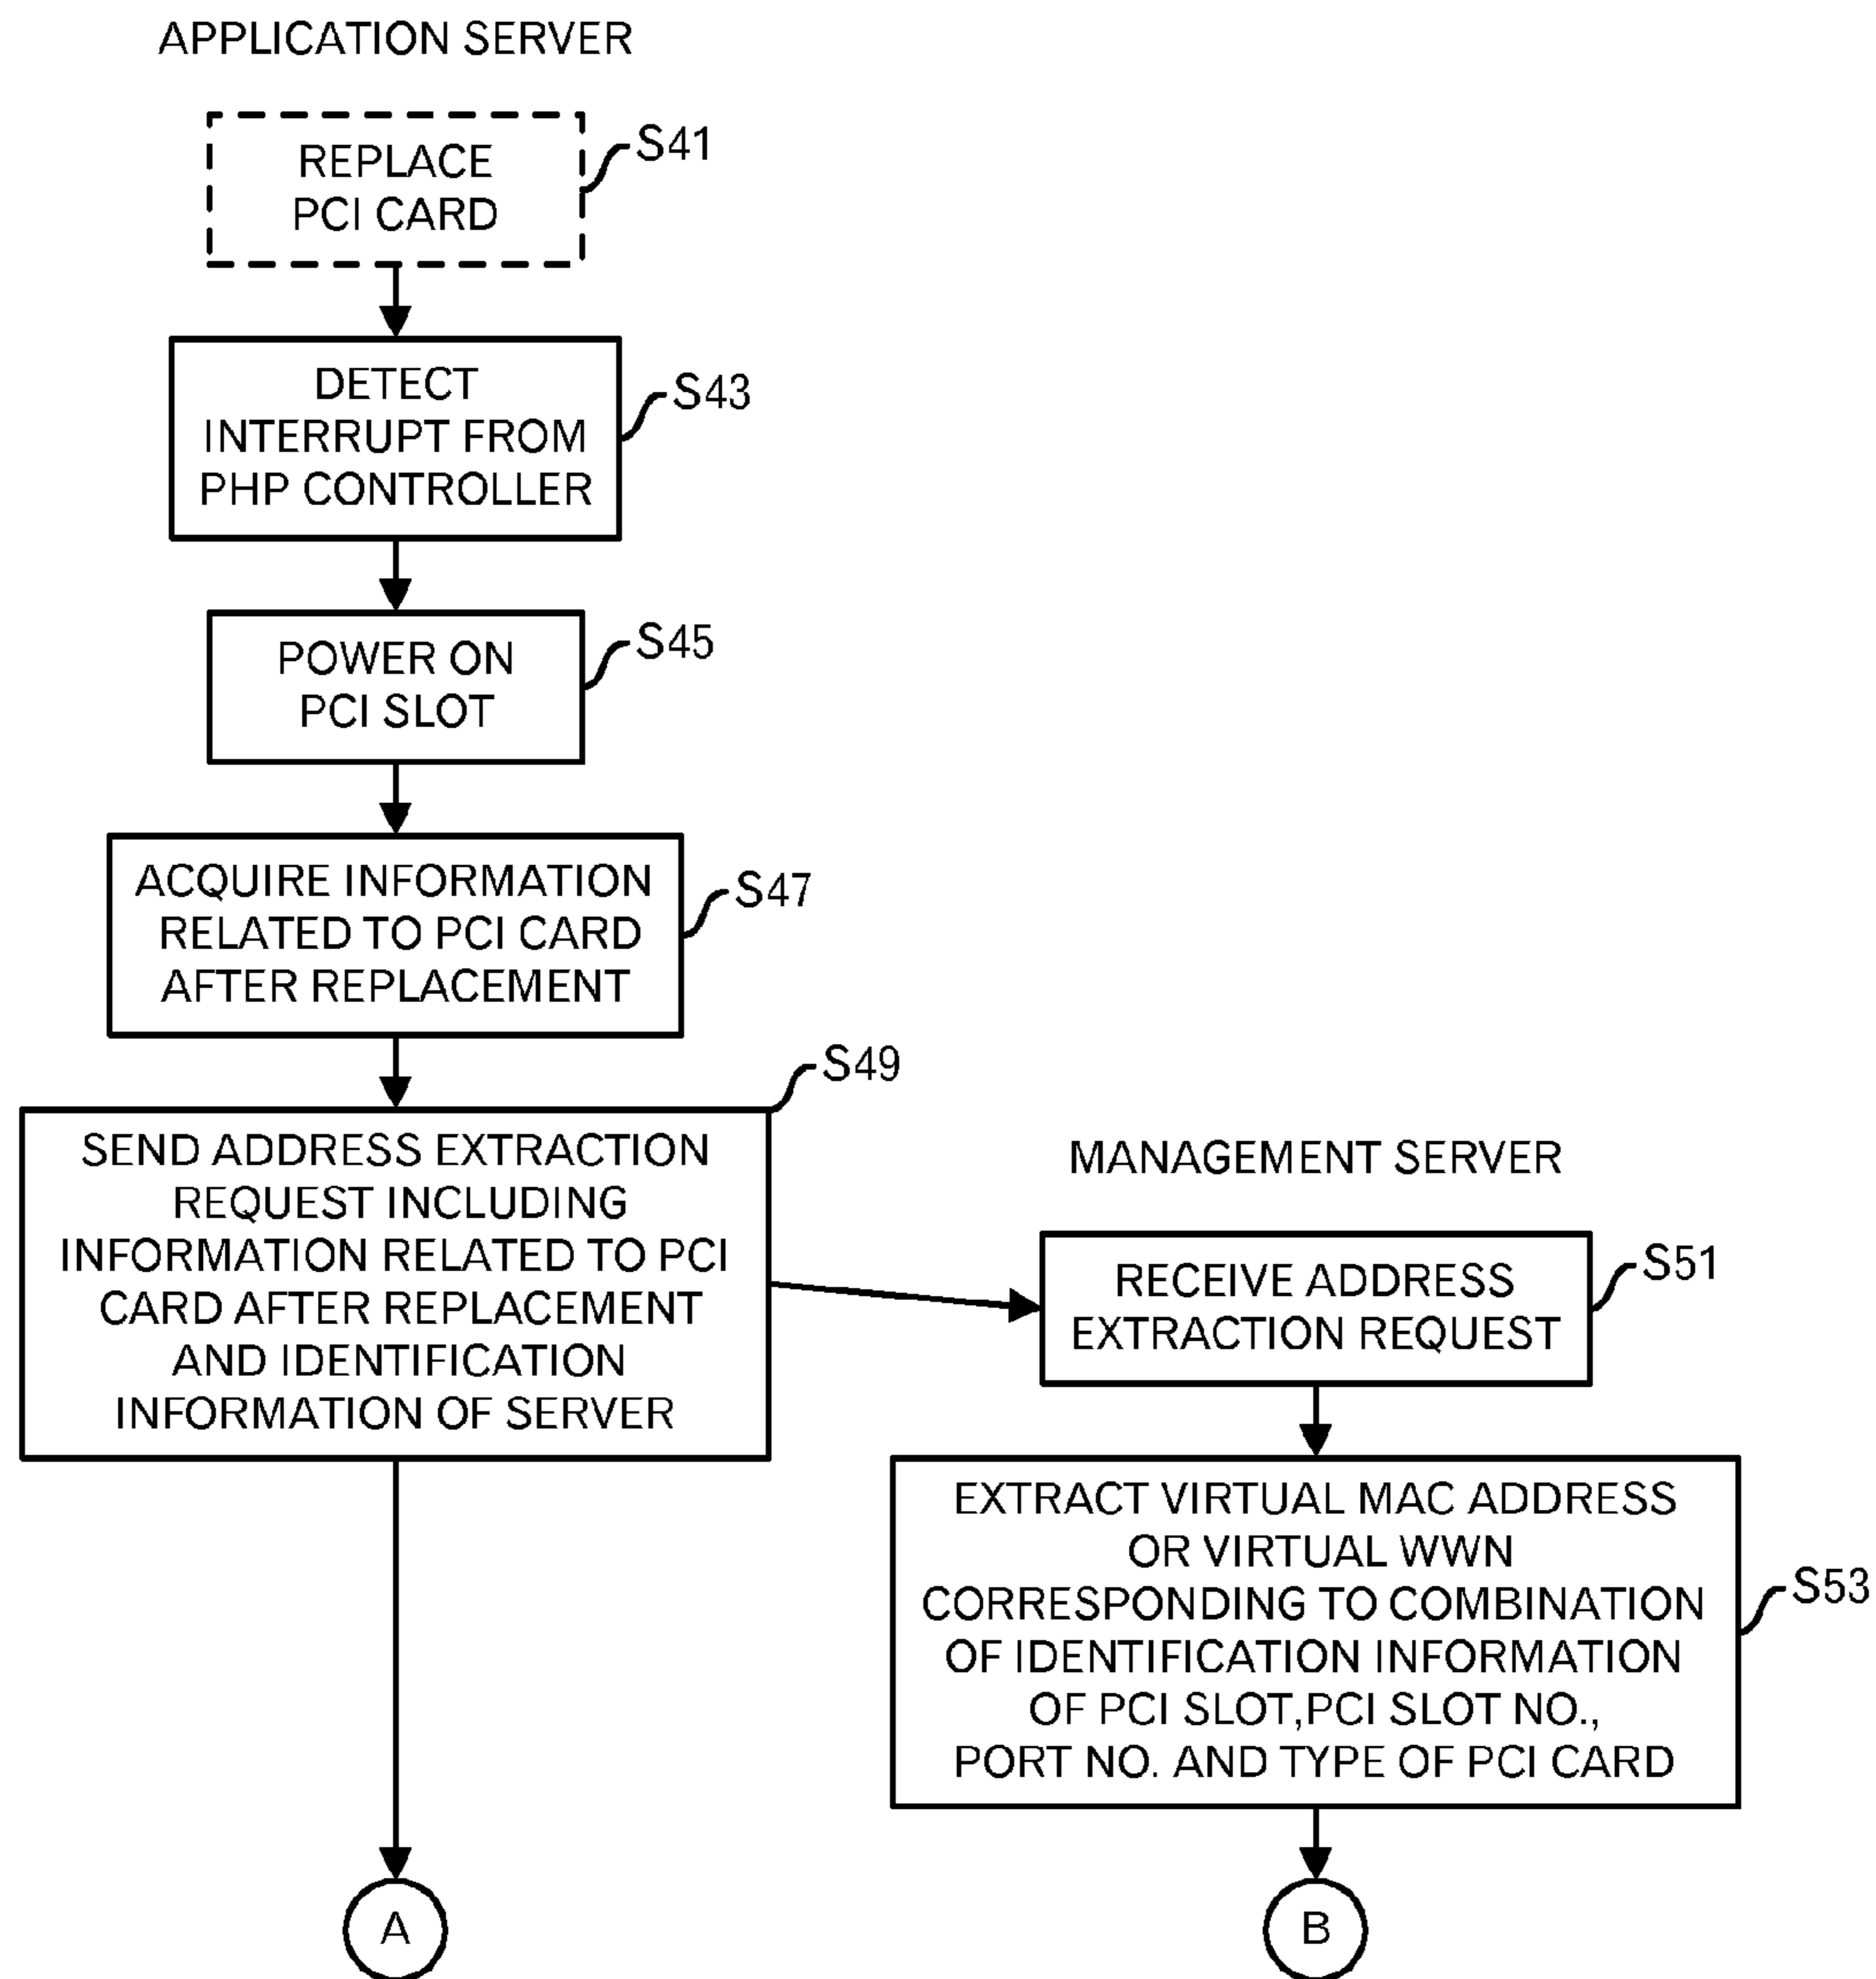 APPLICATION SERVER
REPLACE
PCI CARD
S41
DETECT
INTERRUPT FROM
PHP CONTROLLER
S43
POWER ON
PCI SLOT
S45
ACQUIRE INFORMATION
RELATED TO PCI CARD
AFTER REPLACEMENT
S47
SEND ADDRESS EXTRACTION
REQUEST INCLUDING
INFORMATION RELATED TO PCI
CARD AFTER REPLACEMENT
AND IDENTIFICATION
INFORMATION OF SERVER
S49
MANAGEMENT SERVER
RECEIVE ADDRESS
EXTRACTION REQUEST
S51
EXTRACT VIRTUAL MAC ADDRESS
OR VIRTUAL WWN
CORRESPONDING TO COMBINATION
OF IDENTIFICATION INFORMATION
OF PCI SLOT,PCI SLOT NO.,
PORT NO. AND TYPE OF PCI CARD
S53
A
B